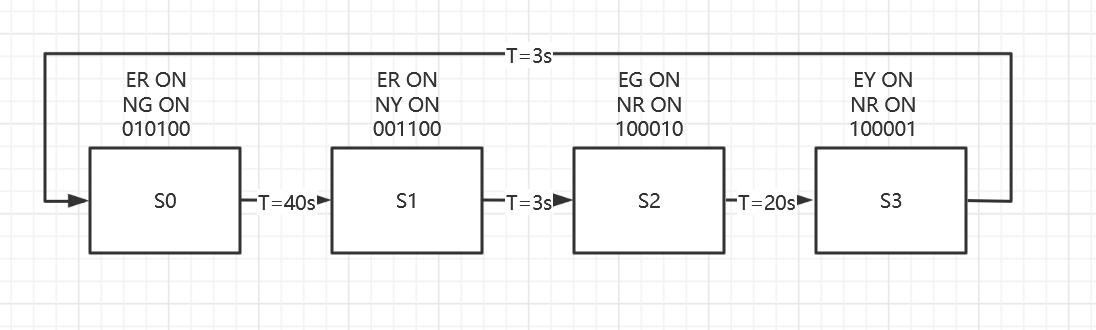 T=3s
ER ON
NG ON
010100
ER ON
NY ON
001100
EG ON
NR ON
100010
EY ON
NR ON
100001
S0
T=40s
S1
T=3s
S2
T=20s
S3